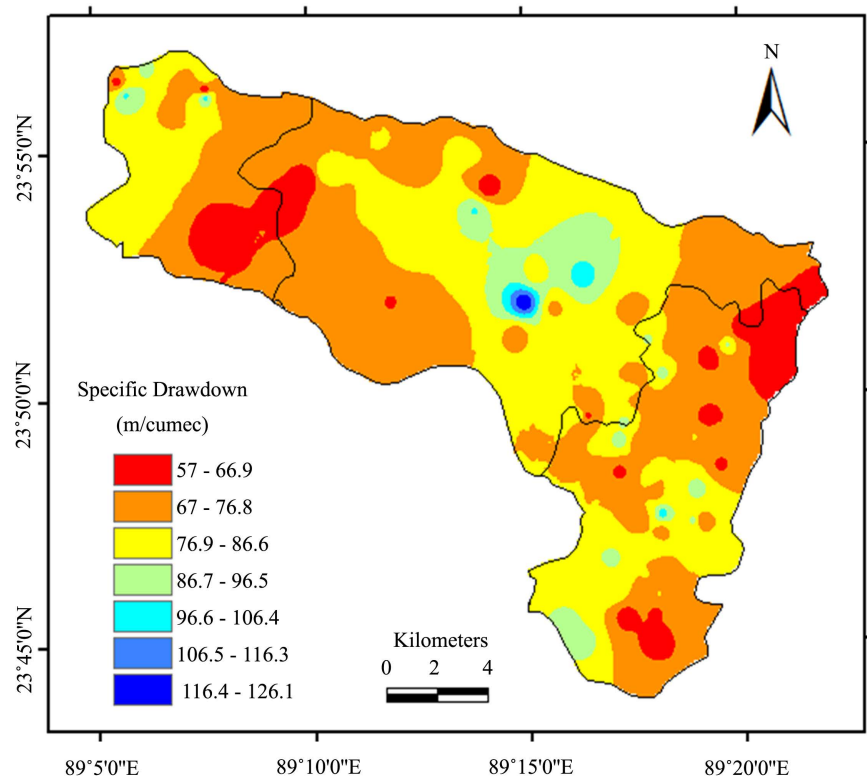 N
23°55'0"N
23°50'0"N
23°45'0"N
Specific Drawdown
(m/cumec)
57 - 66.9
67 - 76.8
76.9 - 86.6
86.7 - 96.5
96.6 - 106.4
106.5 - 116.3
116.4 - 126.1
Kilometers
0 2 4
89°5'0"E 89°10'0"E 89°15'0"E 89°20'0"E